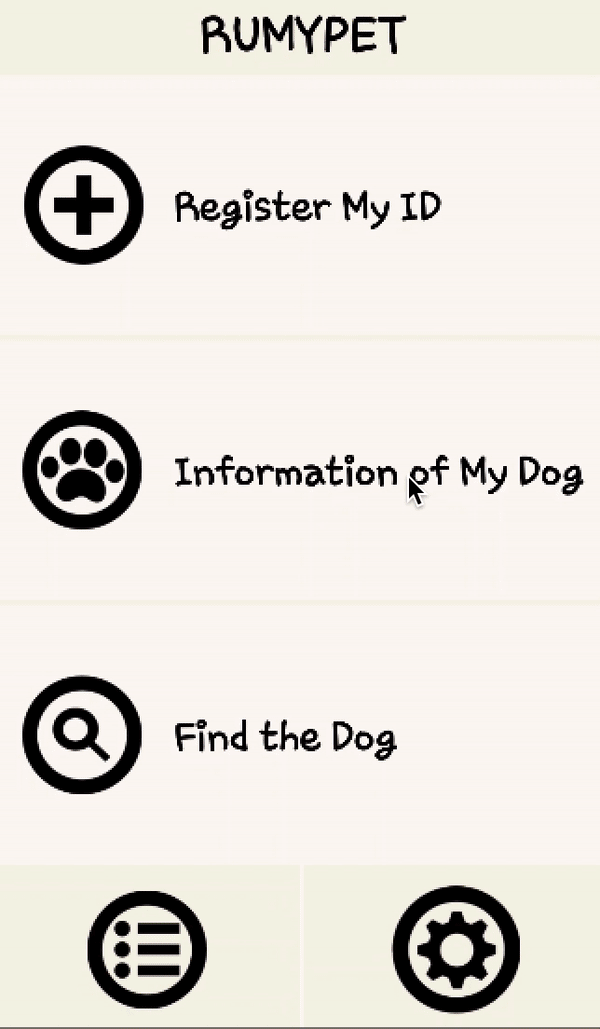 RUMYPET
Register My ID
Information of My Dog
Find the Dog